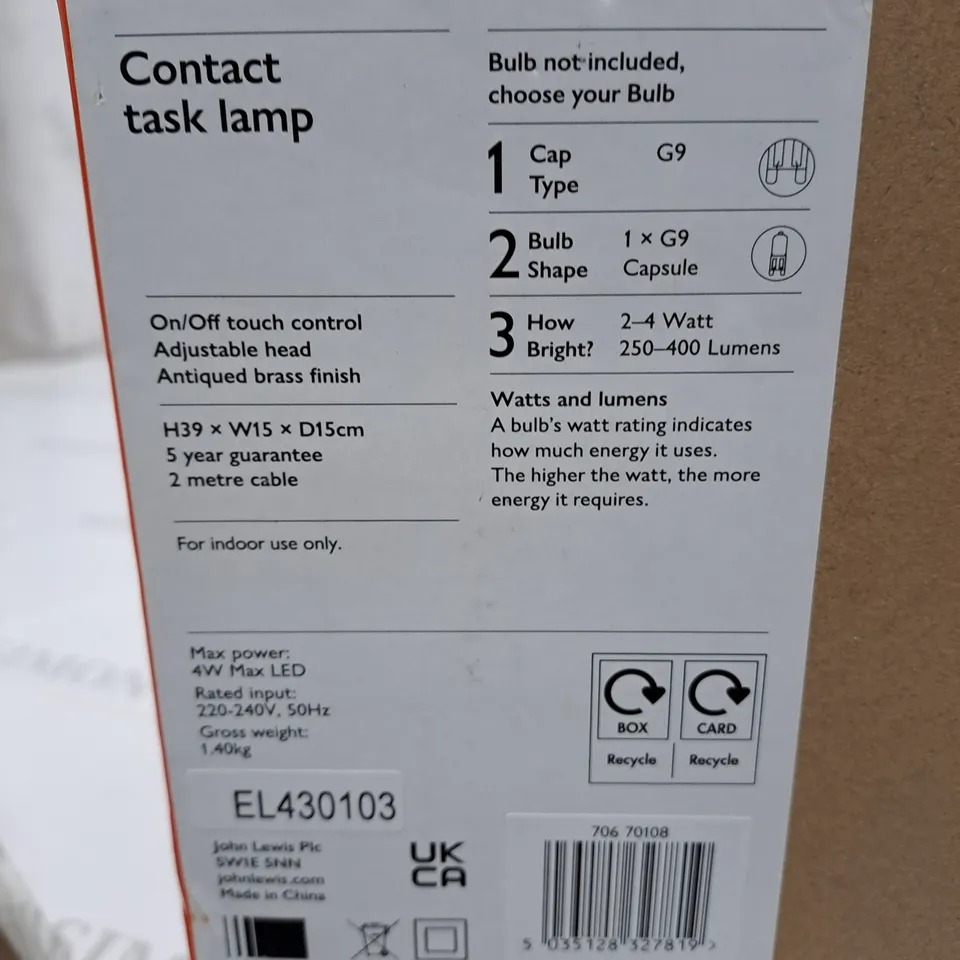 Contact
task lamp
On/Off touch control
Adjustable head
Antiqued brass finish
H39 × W15 × D15cm
5 year guarantee
2 metre cable
For indoor use only.
Bulb not included,
choose your Bulb
1 Cap Type G9
2 Bulb Shape 1 × G9 Capsule
3 How Bright? 2–4 Watt 250–400 Lumens
Watts and lumens
A bulb's watt rating indicates
how much energy it uses.
The higher the watt, the more
energy it requires.
Max power:
4W Max LED
Rated input:
220-240V, 50Hz
Gross weight:
1.40kg
BOX CARD
Recycle Recycle
EL430103
John Lewis Plc
SW1E 5NN
johnlewis.com
Made in China
UK
CA
706 70108
5 035128 327819 >